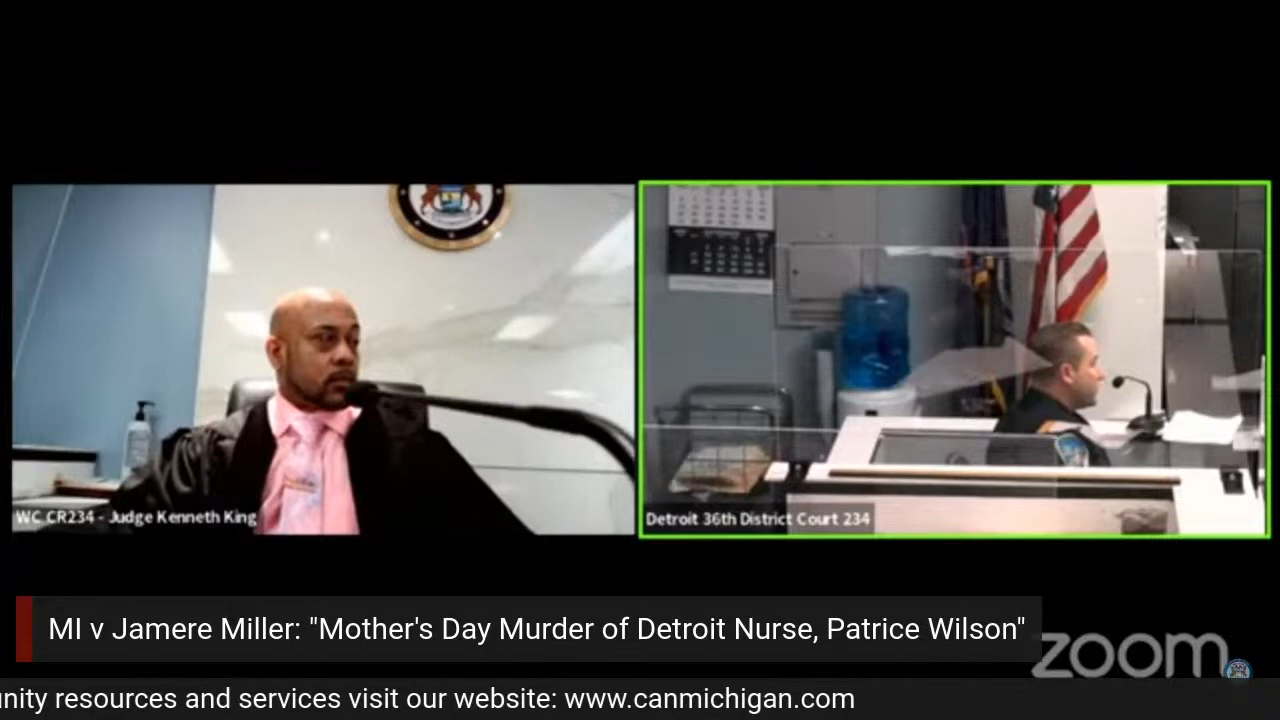 WC CR234 - Judge Kenneth King
Detroit 36th District Court 234
MI v Jamere Miller: "Mother's Day Murder of Detroit Nurse, Patrice Wilson"
zoom
nity resources and services visit our website: www.canmichigan.com